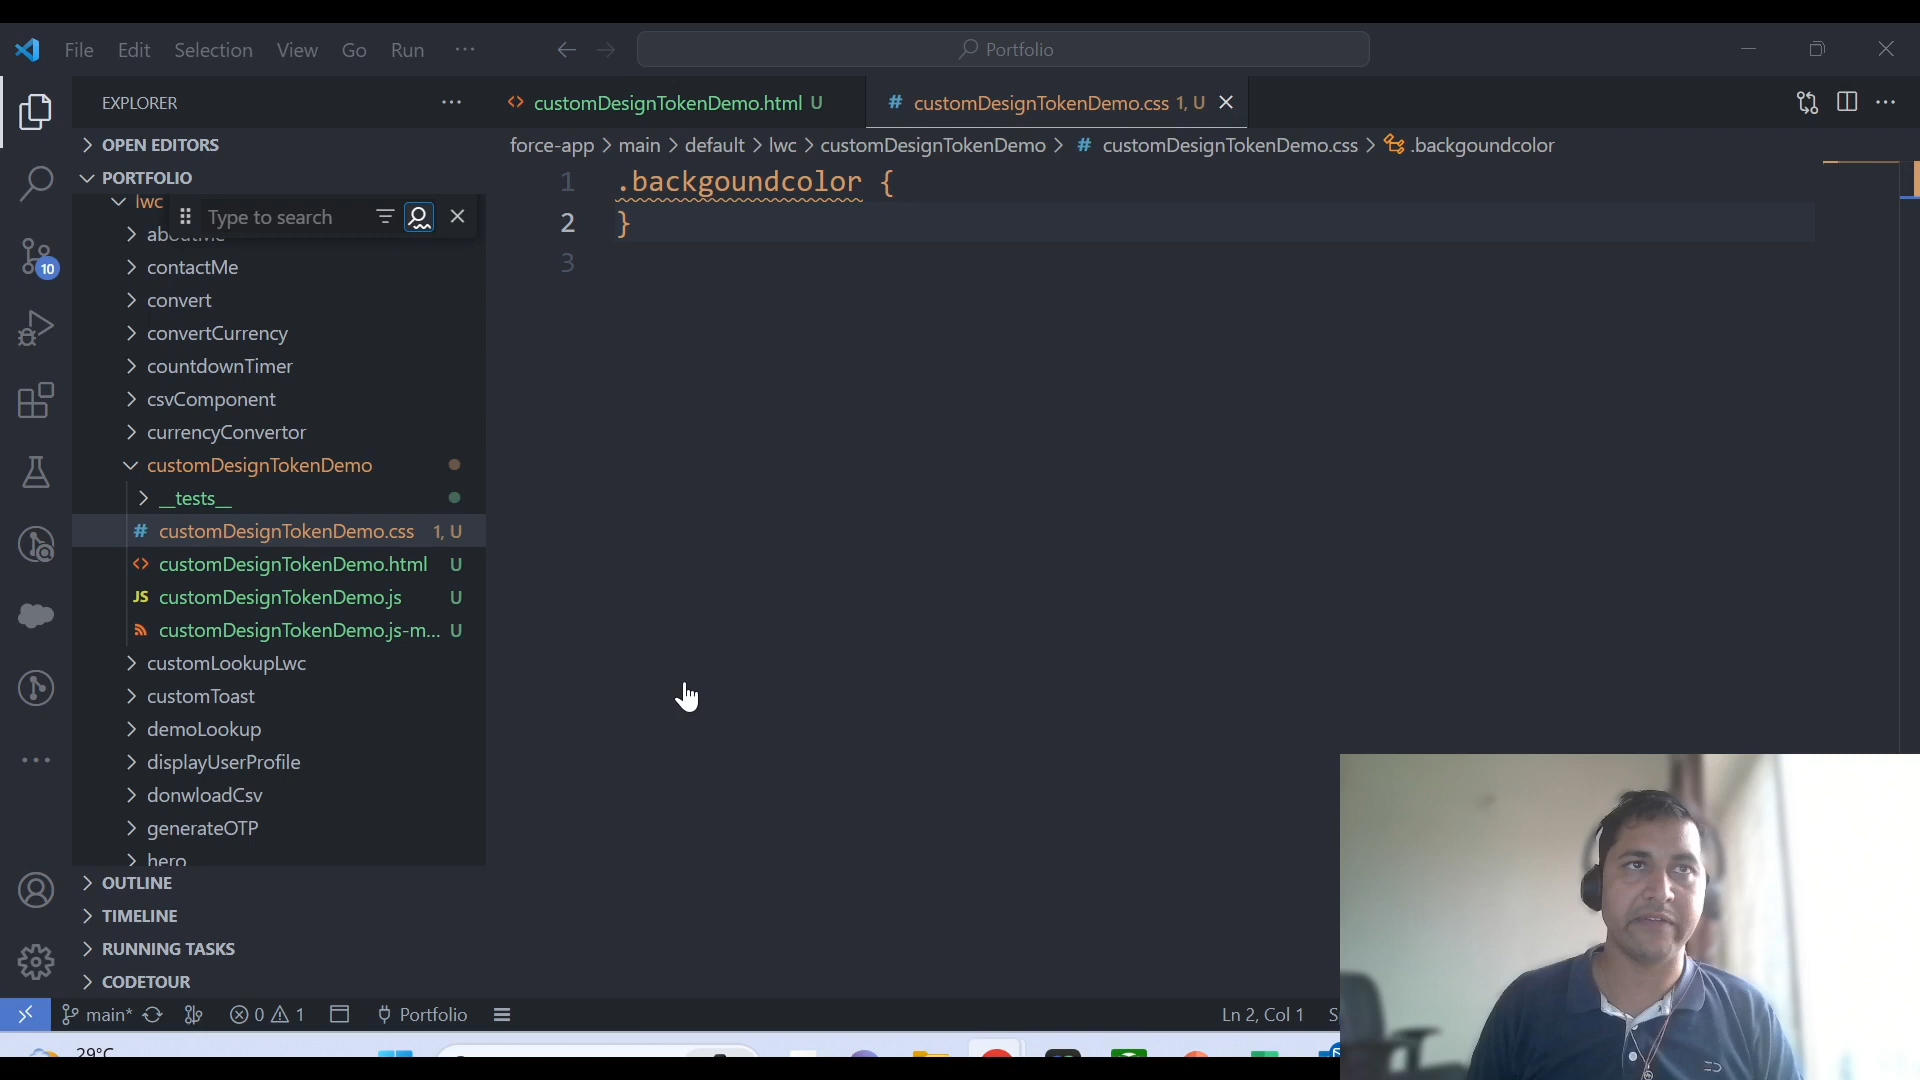 File Edit Selection View Go Run
Portfolio
EXPLORER
customDesignTokenDemo.html U
customDesignTokenDemo.css 1, U
OPEN EDITORS
force-app > main > default > lwc > customDesignTokenDemo > # customDesignTokenDemo.css > .backgoundcolor
PORTFOLIO
1 .backgoundcolor {
2 }
3
lwc
Type to search
contactMe
convert
convertCurrency
countdownTimer
csvComponent
currencyConvertor
customDesignTokenDemo
__tests__
# customDesignTokenDemo.css 1, U
<> customDesignTokenDemo.html U
JS customDesignTokenDemo.js U
customDesignTokenDemo.js-m... U
customLookupLwc
customToast
demoLookup
displayUserProfile
donwloadCsv
generateOTP
hero
OUTLINE
TIMELINE
RUNNING TASKS
CODETOUR
10
main* 0 1 Portfolio
Ln 2, Col 1
29°C